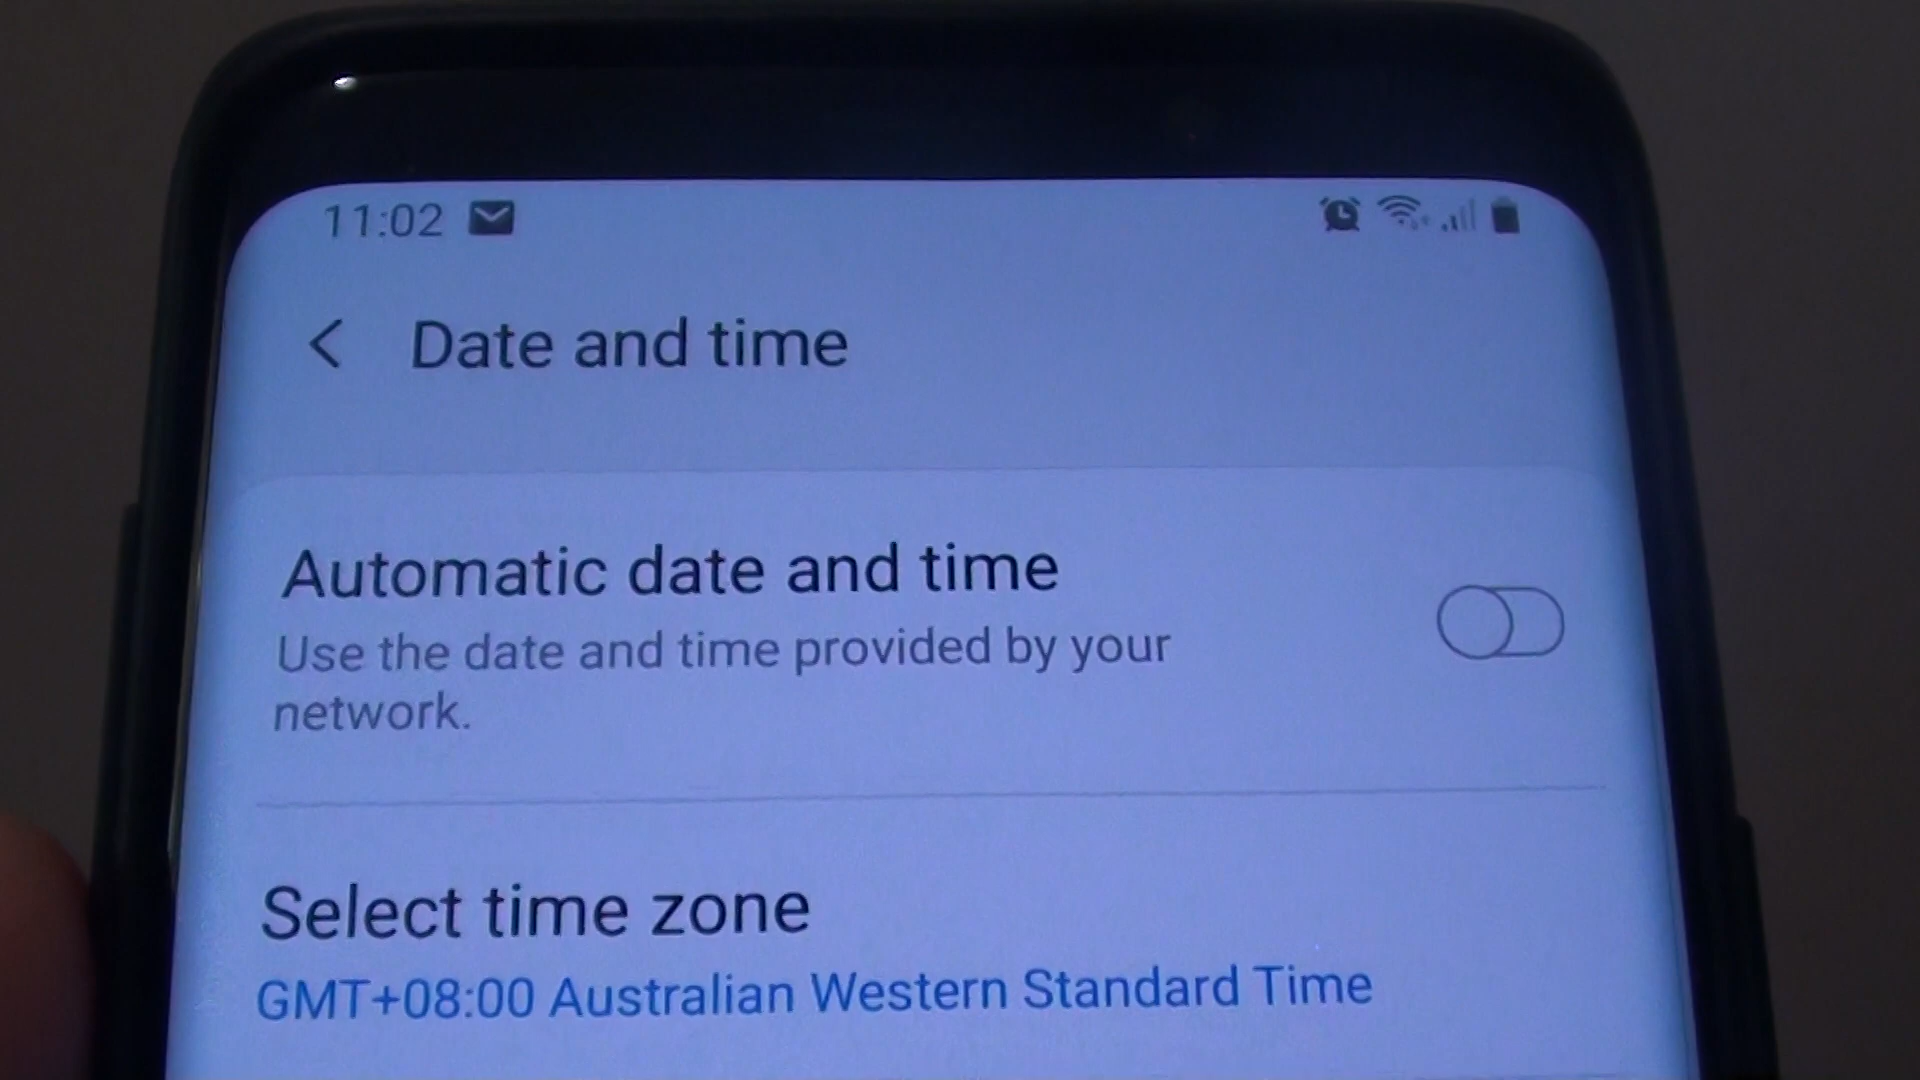 11:02
Date and time
Automatic date and time
Use the date and time provided by your
network.
Select time zone
GMT+08:00 Australian Western Standard Time